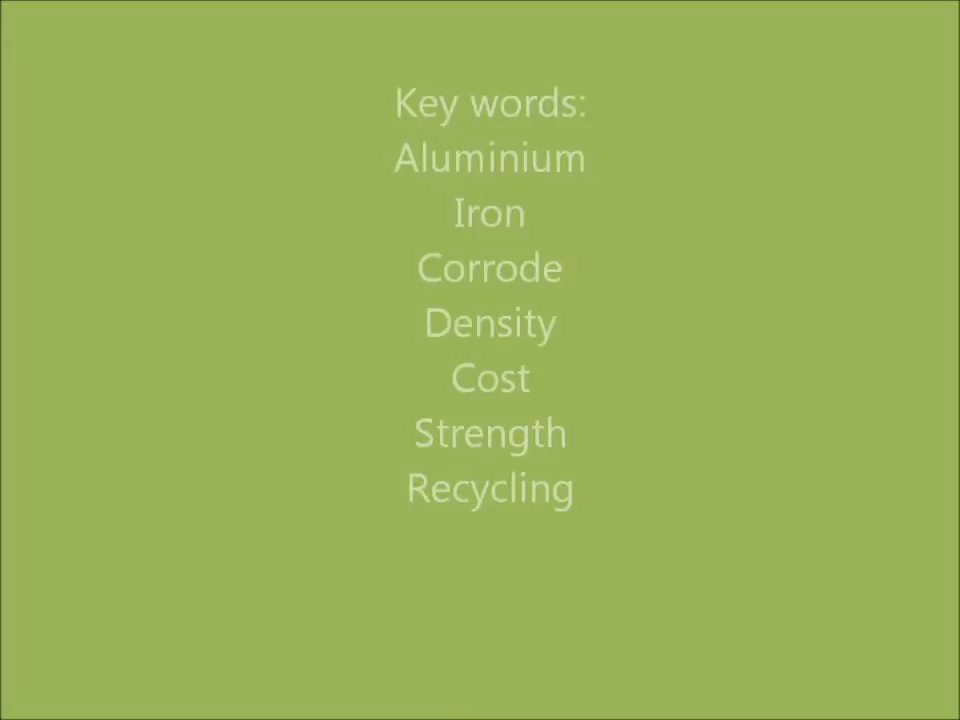 Key words:
Aluminium
Iron
Corrode
Density
Cost
Strength
Recycling